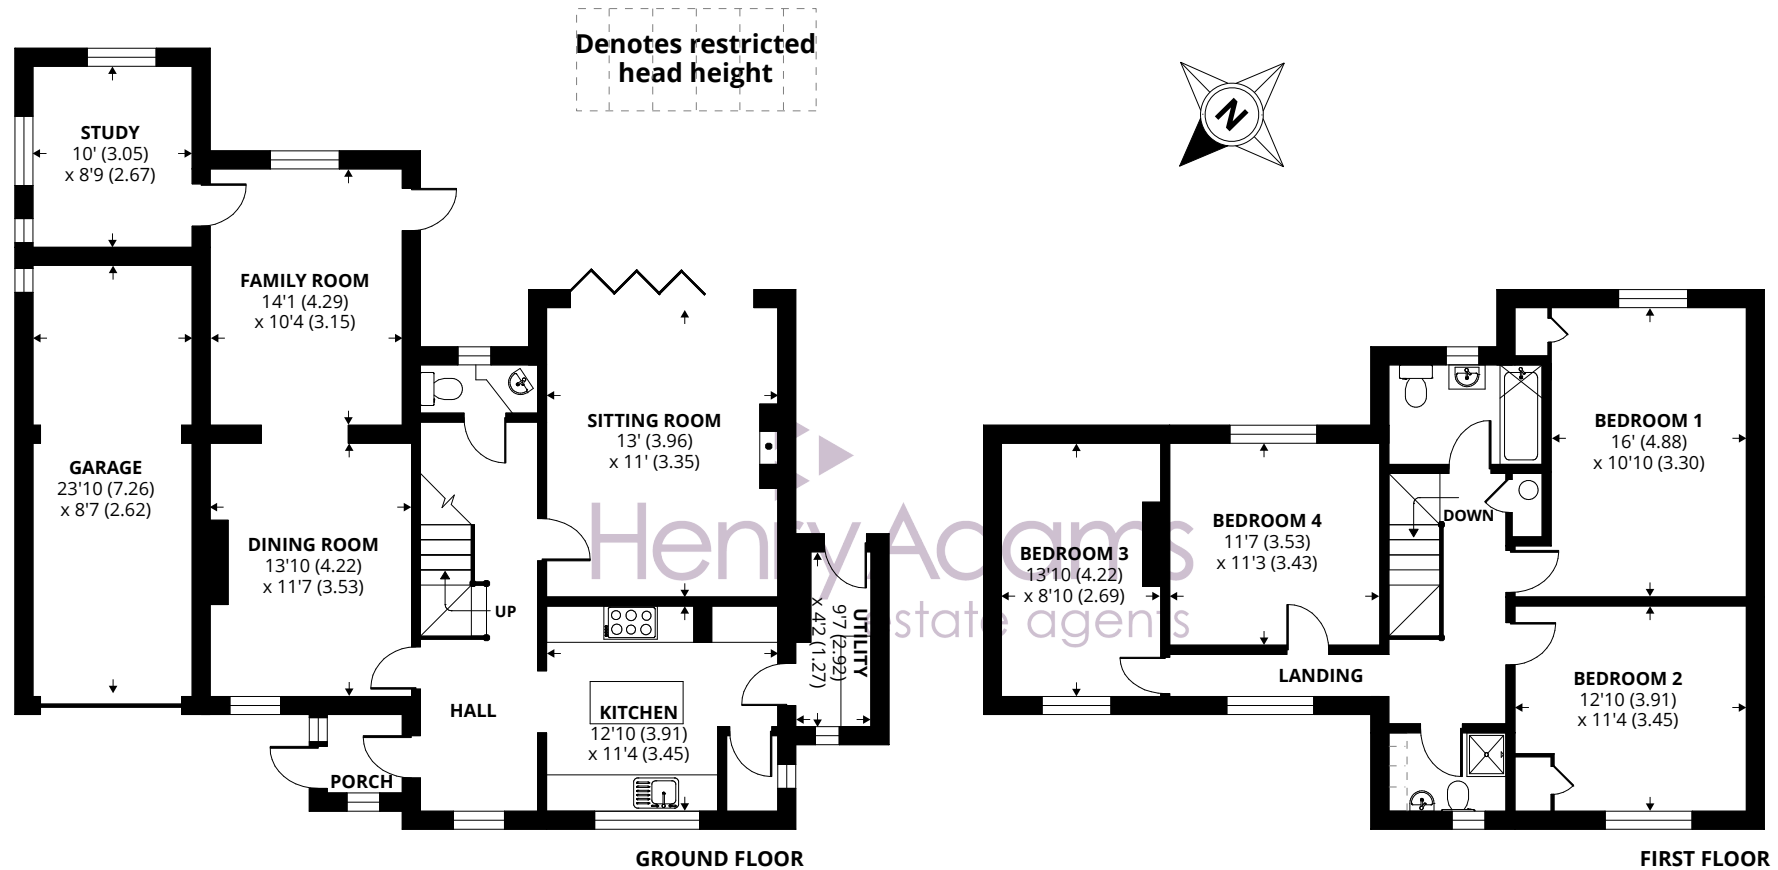 Denotes restricted
head height
N
STUDY
10' (3.05)
x 8'9 (2.67)
FAMILY ROOM
14'1 (4.29)
x 10'4 (3.15)
GARAGE
23'10 (7.26)
x 8'7 (2.62)
DINING ROOM
13'10 (4.22)
x 11'7 (3.53)
SITTING ROOM
13' (3.96)
x 11' (3.35)
UP
HALL
PORCH
KITCHEN
12'10 (3.91)
x 11'4 (3.45)
UTILITY
9'7 (2.92)
x 4'2 (1.27)
GROUND FLOOR
Henry Adams
estate agents
BEDROOM 1
16' (4.88)
x 10'10 (3.30)
DOWN
BEDROOM 4
11'7 (3.53)
x 11'3 (3.43)
BEDROOM 3
13'10 (4.22)
x 8'10 (2.69)
LANDING
BEDROOM 2
12'10 (3.91)
x 11'4 (3.45)
FIRST FLOOR